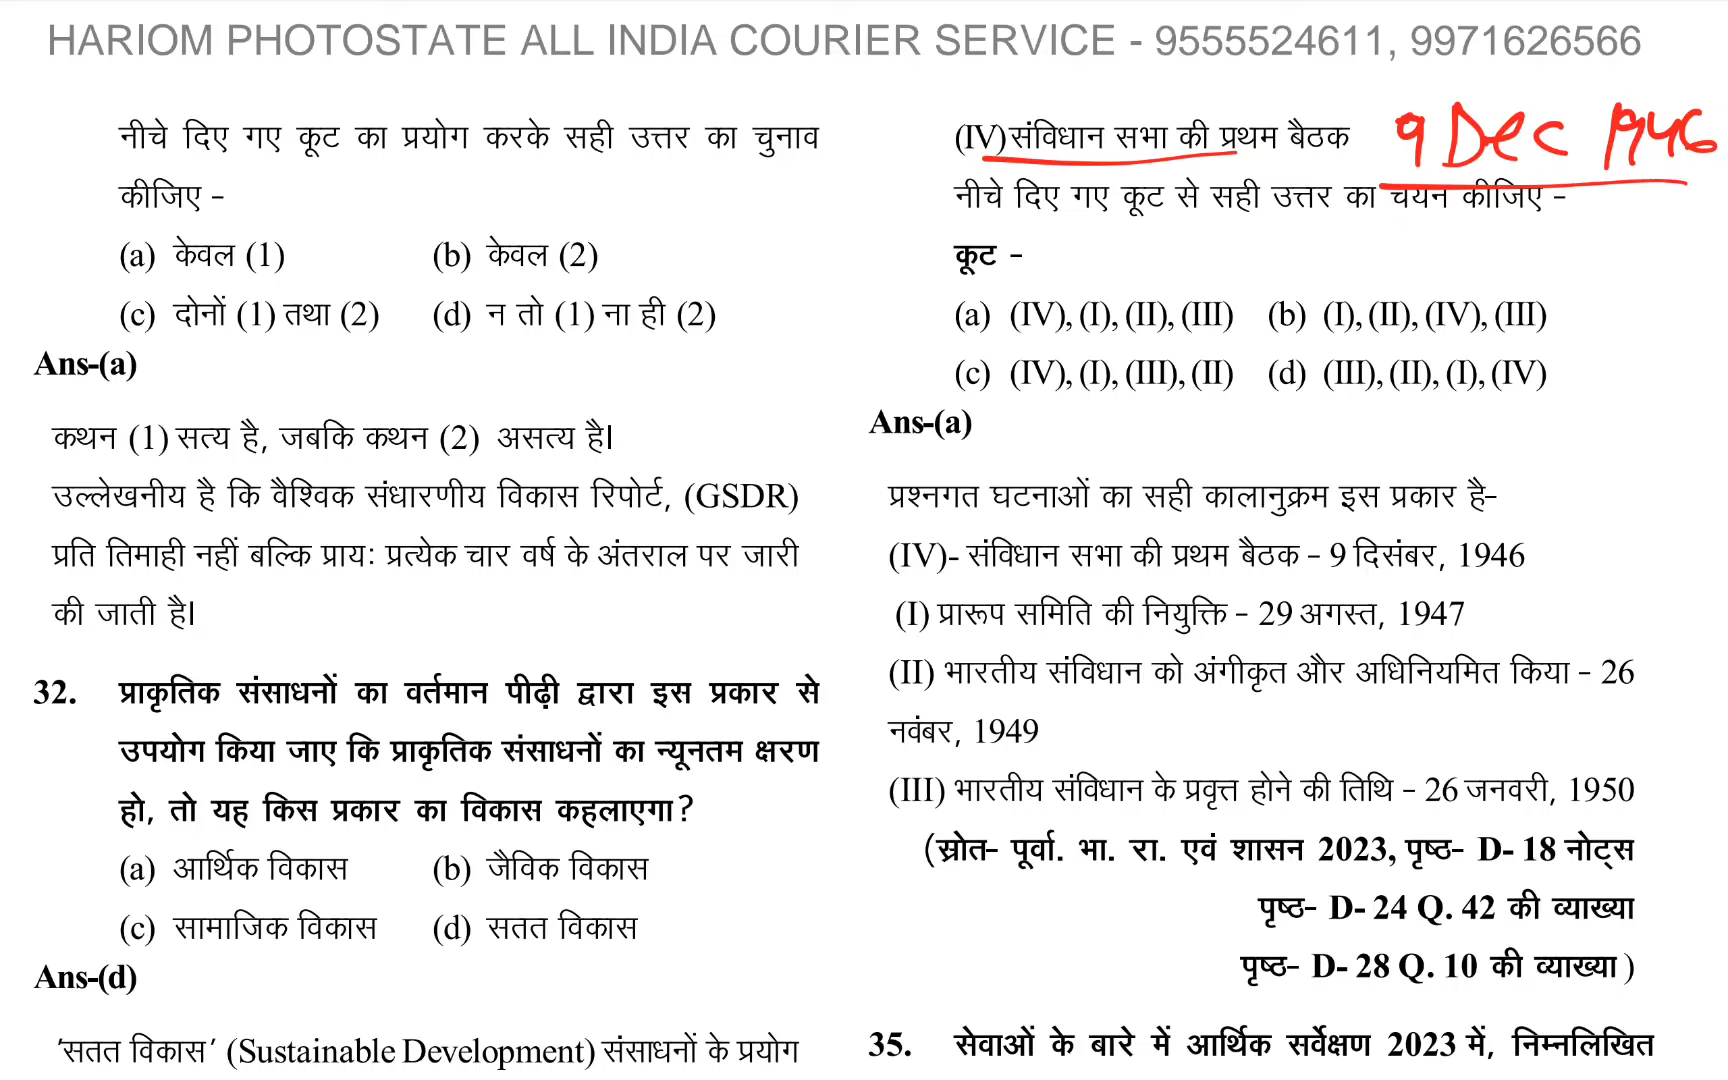 HARIOM PHOTOSTATE ALL INDIA COURIER SERVICE - 9555524611, 9971626566
नीचे दिए गए कूट का प्रयोग करके सही उत्तर का चुनाव
कीजिए -
(a) केवल (1) (b) केवल (2)
(c) दोनों (1) तथा (2) (d) न तो (1) ना ही (2)
Ans-(a)
कथन (1) सत्य है, जबकि कथन (2) असत्य है।
उल्लेखनीय है कि वैश्विक संधारणीय विकास रिपोर्ट, (GSDR)
प्रति तिमाही नहीं बल्कि प्रायः प्रत्येक चार वर्ष के अंतराल पर जारी
की जाती है।
32. प्राकृतिक संसाधनों का वर्तमान पीढ़ी द्वारा इस प्रकार से
उपयोग किया जाए कि प्राकृतिक संसाधनों का न्यूनतम क्षरण
हो, तो यह किस प्रकार का विकास कहलाएगा?
(a) आर्थिक विकास (b) जैविक विकास
(c) सामाजिक विकास (d) सतत विकास
Ans-(d)
'सतत विकास' (Sustainable Development) संसाधनों के प्रयोग
(IV) संविधान सभा की प्रथम बैठक 9 Dec 1946
नीचे दिए गए कूट से सही उत्तर का चयन कीजिए -
कूट -
(a) (IV), (I), (II), (III) (b) (I), (II), (IV), (III)
(c) (IV), (I), (III), (II) (d) (III), (II), (I), (IV)
Ans-(a)
प्रश्नगत घटनाओं का सही कालानुक्रम इस प्रकार है-
(IV)- संविधान सभा की प्रथम बैठक - 9 दिसंबर, 1946
(I) प्रारूप समिति की नियुक्ति - 29 अगस्त, 1947
(II) भारतीय संविधान को अंगीकृत और अधिनियमित किया - 26
नवंबर, 1949
(III) भारतीय संविधान के प्रवृत्त होने की तिथि - 26 जनवरी, 1950
(स्रोत- पूर्वा. भा. रा. एवं शासन 2023, पृष्ठ- D- 18 नोट्स
पृष्ठ- D- 24 Q. 42 की व्याख्या
पृष्ठ- D- 28 Q. 10 की व्याख्या)
35. सेवाओं के बारे में आर्थिक सर्वेक्षण 2023 में, निम्नलिखित